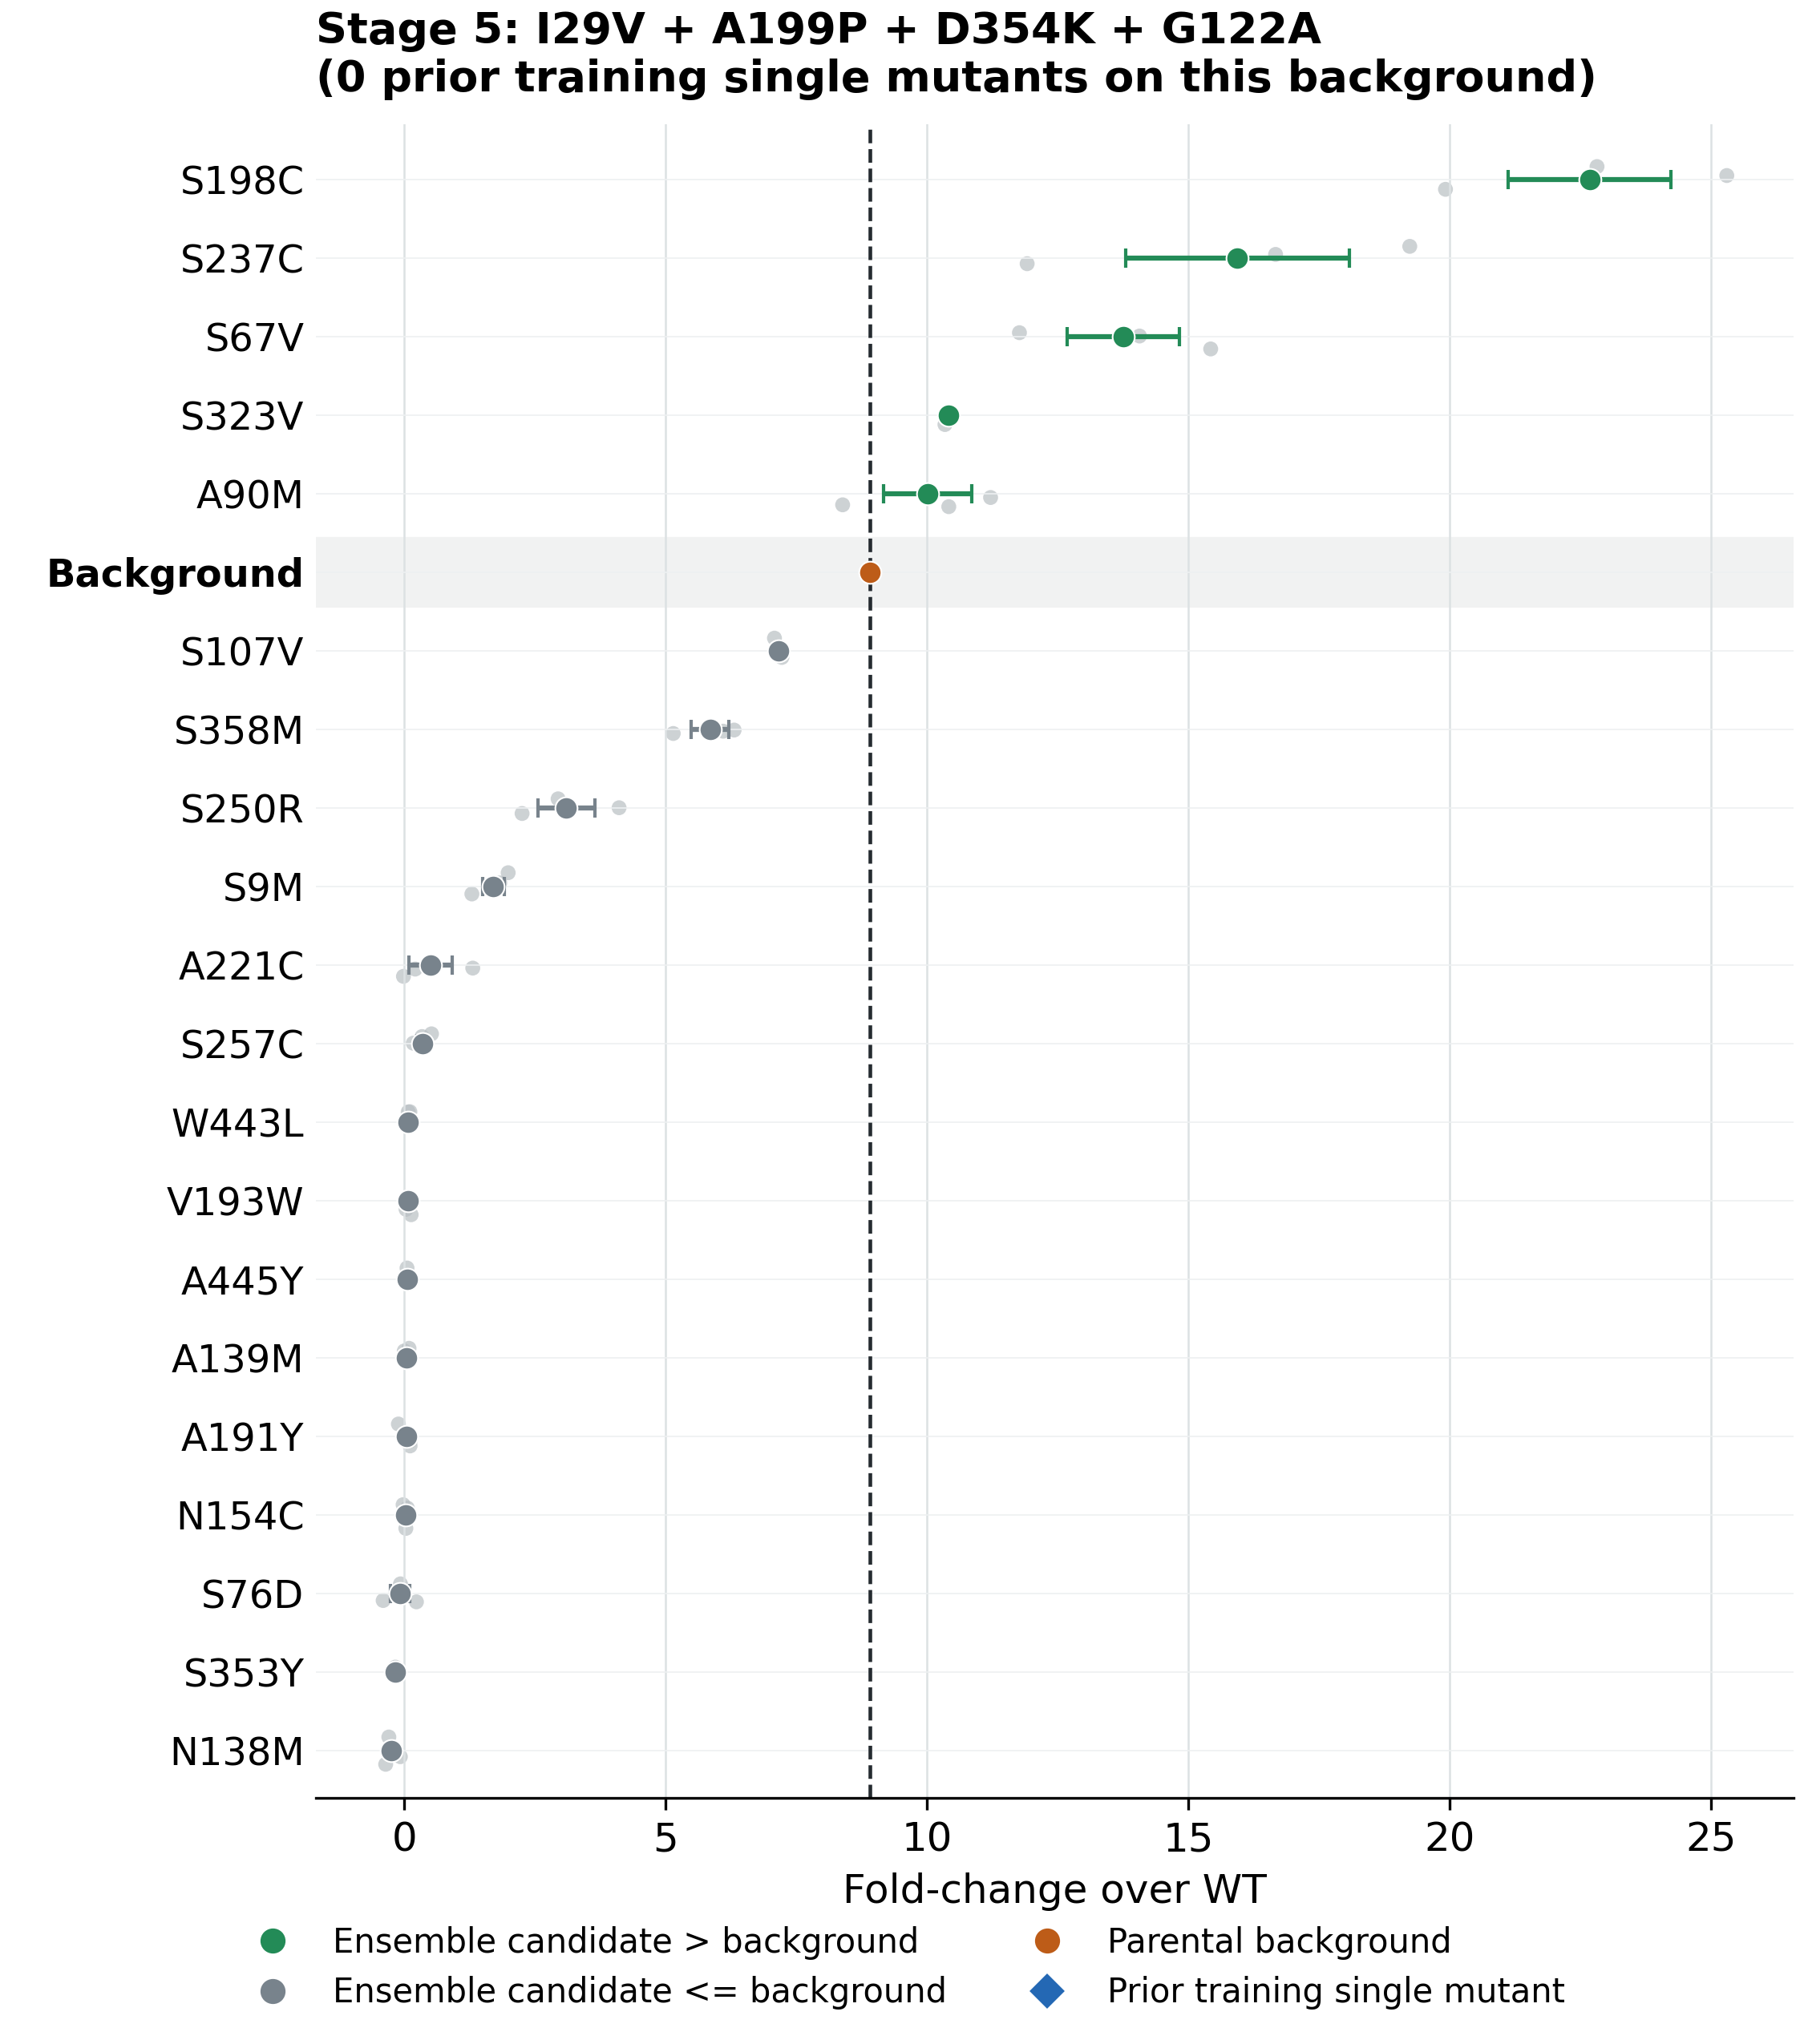 Stage 5: I29V + A199P + D354K + G122A
(0 prior training single mutants on this background)
S198C
S237C
S67V
S323V
A90M
Background
S107V
S358M
S250R
S9M
A221C
S257C
W443L
V193W
A445Y
A139M
A191Y
N154C
S76D
S353Y
N138M
0 5 10 15 20 25
Fold-change over WT
Ensemble candidate > background
Ensemble candidate <= background
Parental background
Prior training single mutant